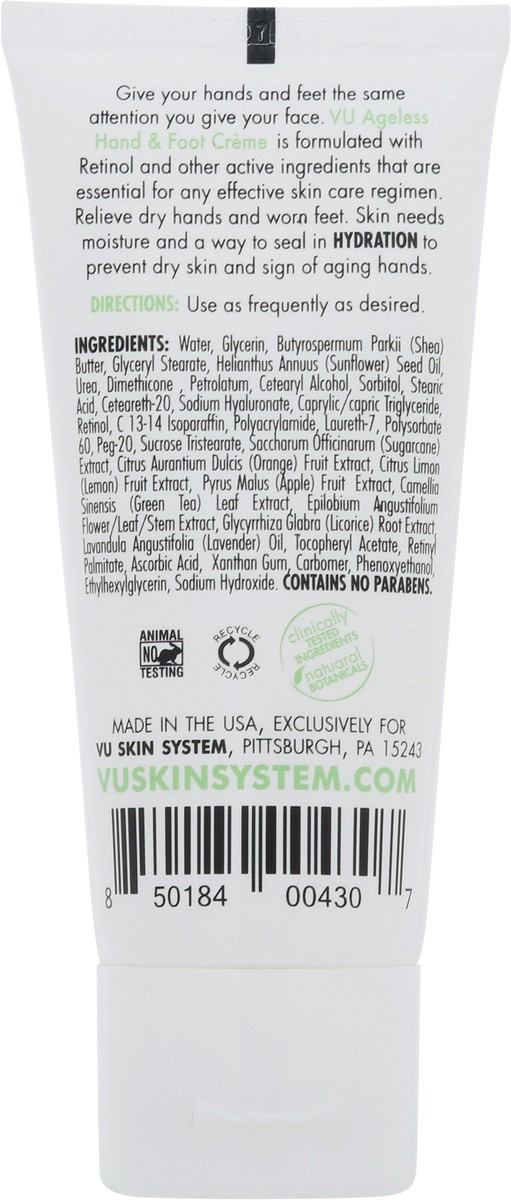 07
Give your hands and feet the same
attention you give your face. VU Ageless
Hand & Foot Crème is formulated with
Retinol and other active ingredients that are
essential for any effective skin care regimen.
Relieve dry hands and worn feet. Skin needs
moisture and a way to seal in HYDRATION to
prevent dry skin and sign of aging hands.
DIRECTIONS: Use as frequently as desired.
INGREDIENTS: Water, Glycerin, Butyrospermum Parkii (Shea)
Butter, Glyceryl Stearate, Helianthus Annuus (Sunflower) Seed Oil,
Urea, Dimethicone , Petrolatum, Cetearyl Alcohol, Sorbitol, Stearic
Acid, Ceteareth-20, Sodium Hyaluronate, Caprylic/capric Triglyceride,
Retinol, C 13-14 Isoparaffin, Polyacrylamide, Laureth-7, Polysorbate
60, Peg-20, Sucrose Tristearate, Saccharum Officinarum (Sugarcane)
Extract, Citrus Aurantium Dulcis (Orange) Fruit Extract, Citrus Limon
(Lemon) Fruit Extract, Pyrus Malus (Apple) Fruit Extract, Camellia
Sinensis (Green Tea) Leaf Extract, Epilobium Angustifolium
Flower/Leaf/Stem Extract, Glycyrrhiza Glabra (Licorice) Root Extract,
Lavandula Angustifolia (Lavender) Oil, Tocopheryl Acetate, Retinyl
Palmitate, Ascorbic Acid, Xanthan Gum, Carbomer, Phenoxyethanol,
Ethylhexylglycerin, Sodium Hydroxide. CONTAINS NO PARABENS.
ANIMAL
NO
TESTING
RECYCLE
RECYCLE
clinically
TESTED
INGREDIENTS
natural
BOTANICALS
MADE IN THE USA, EXCLUSIVELY FOR
VU SKIN SYSTEM, PITTSBURGH, PA 15243
VUSKINSYSTEM.COM
8 50184 00430 7